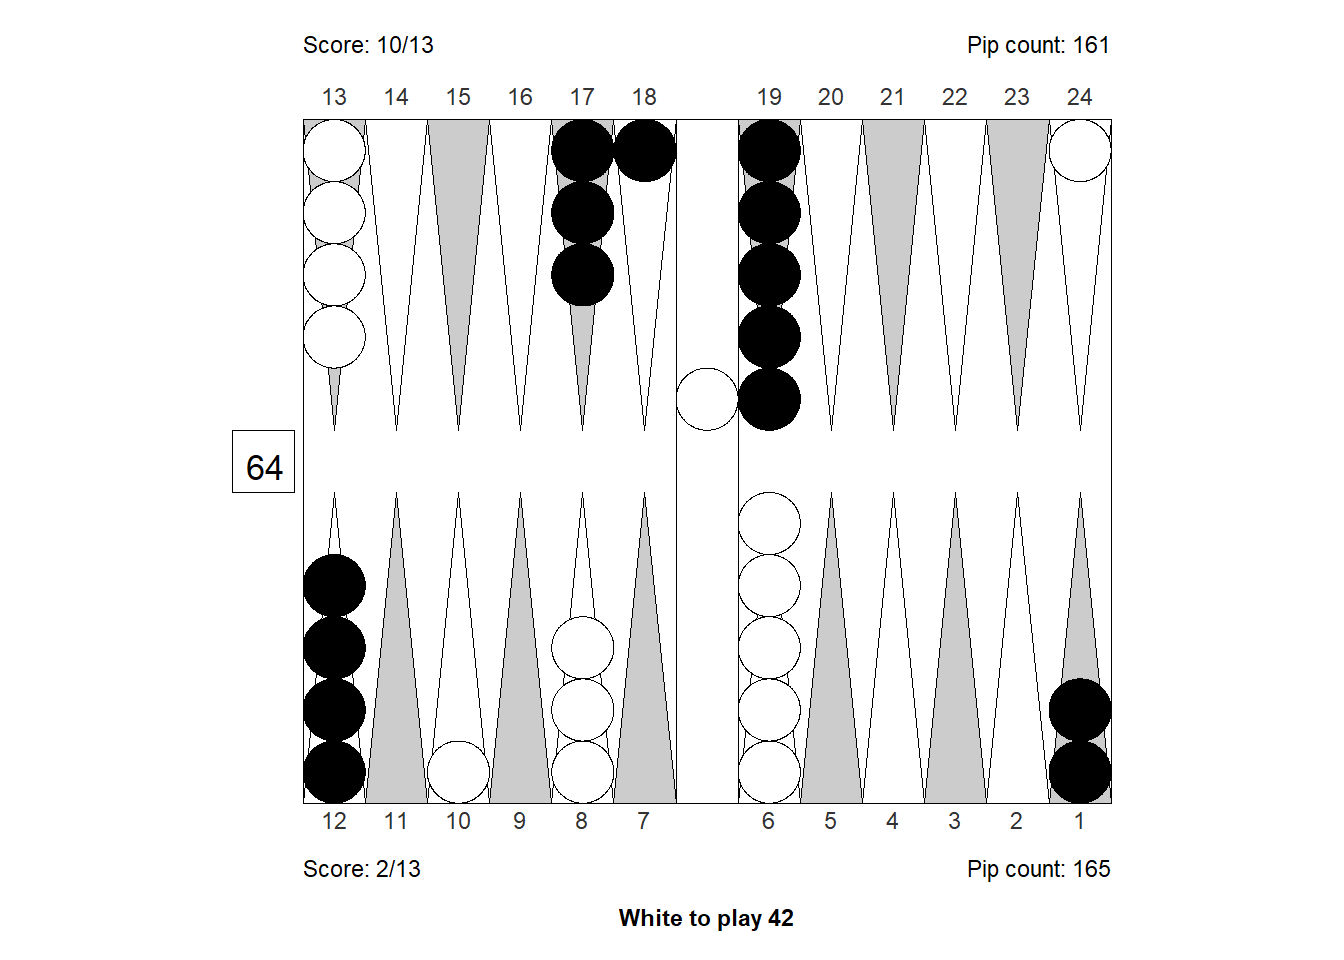 Score: 10/13 Pip count: 161
13 14 15 16 17 18 19 20 21 22 23 24
64
12 11 10 9 8 7 6 5 4 3 2 1
Score: 2/13 Pip count: 165
White to play 42